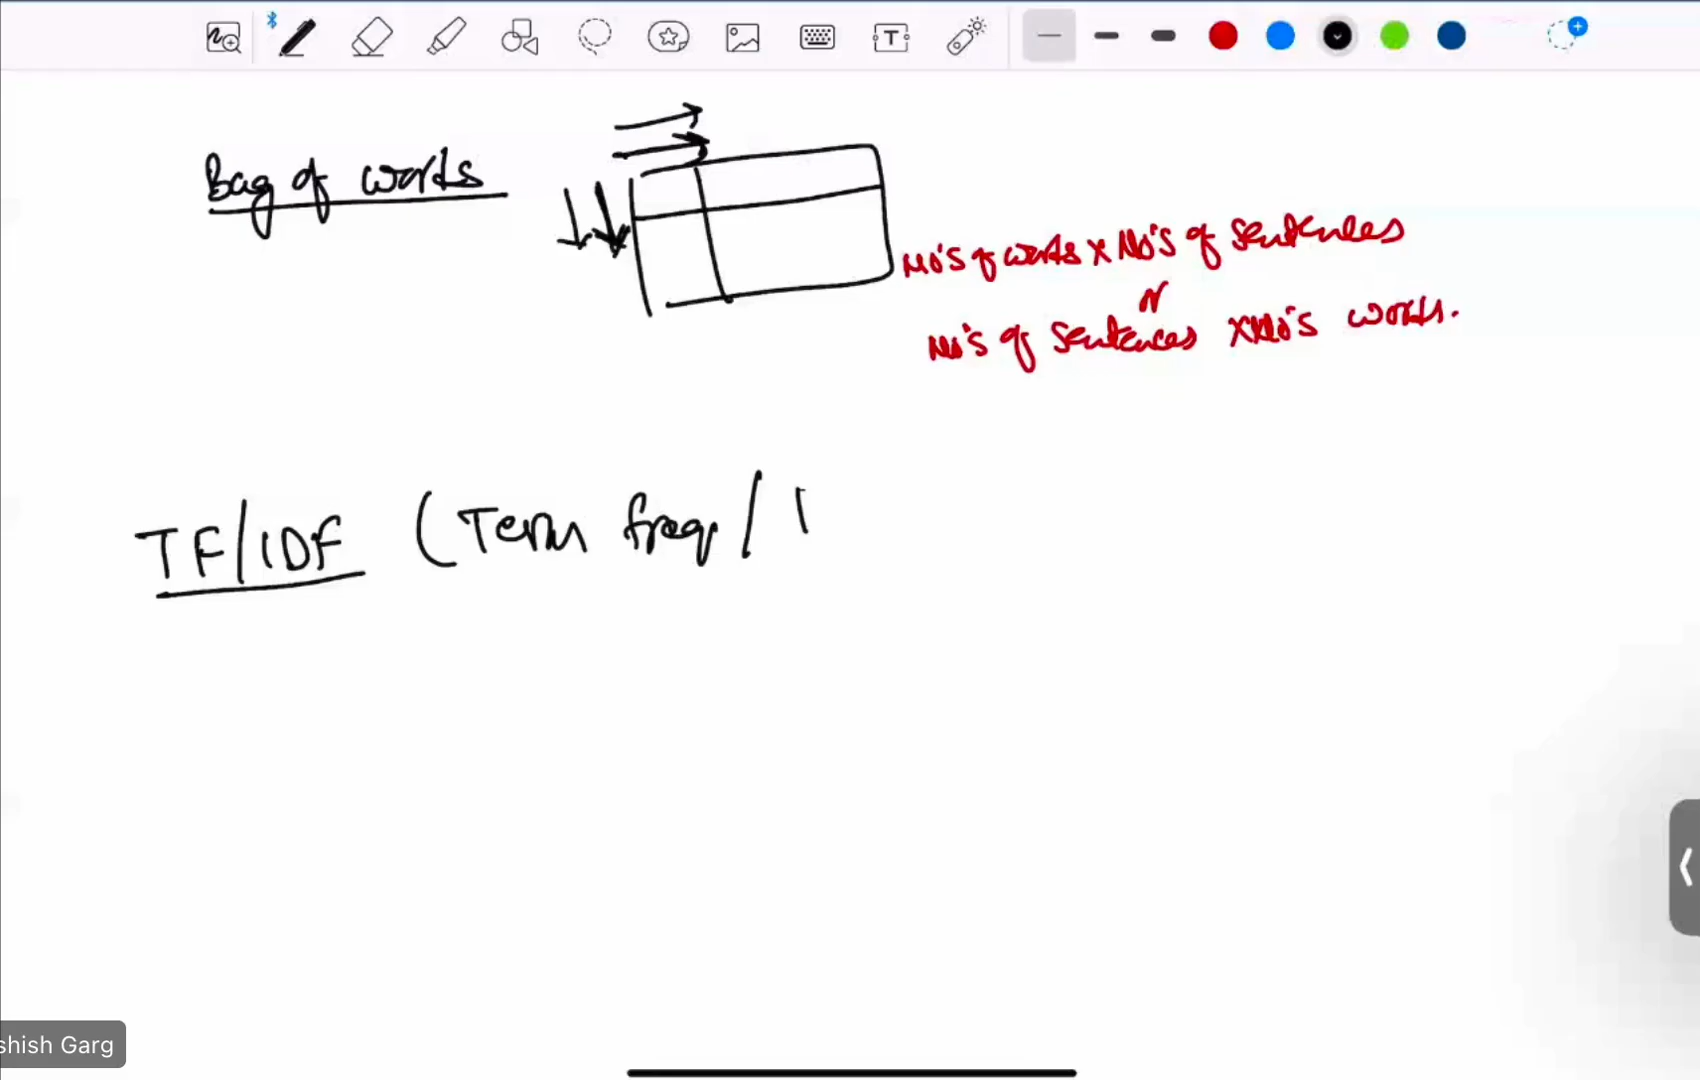 Bag of words
No's of words x No's of sentences
or
No's of sentences x No's words.
TF/IDF (Term freq / I
shish Garg